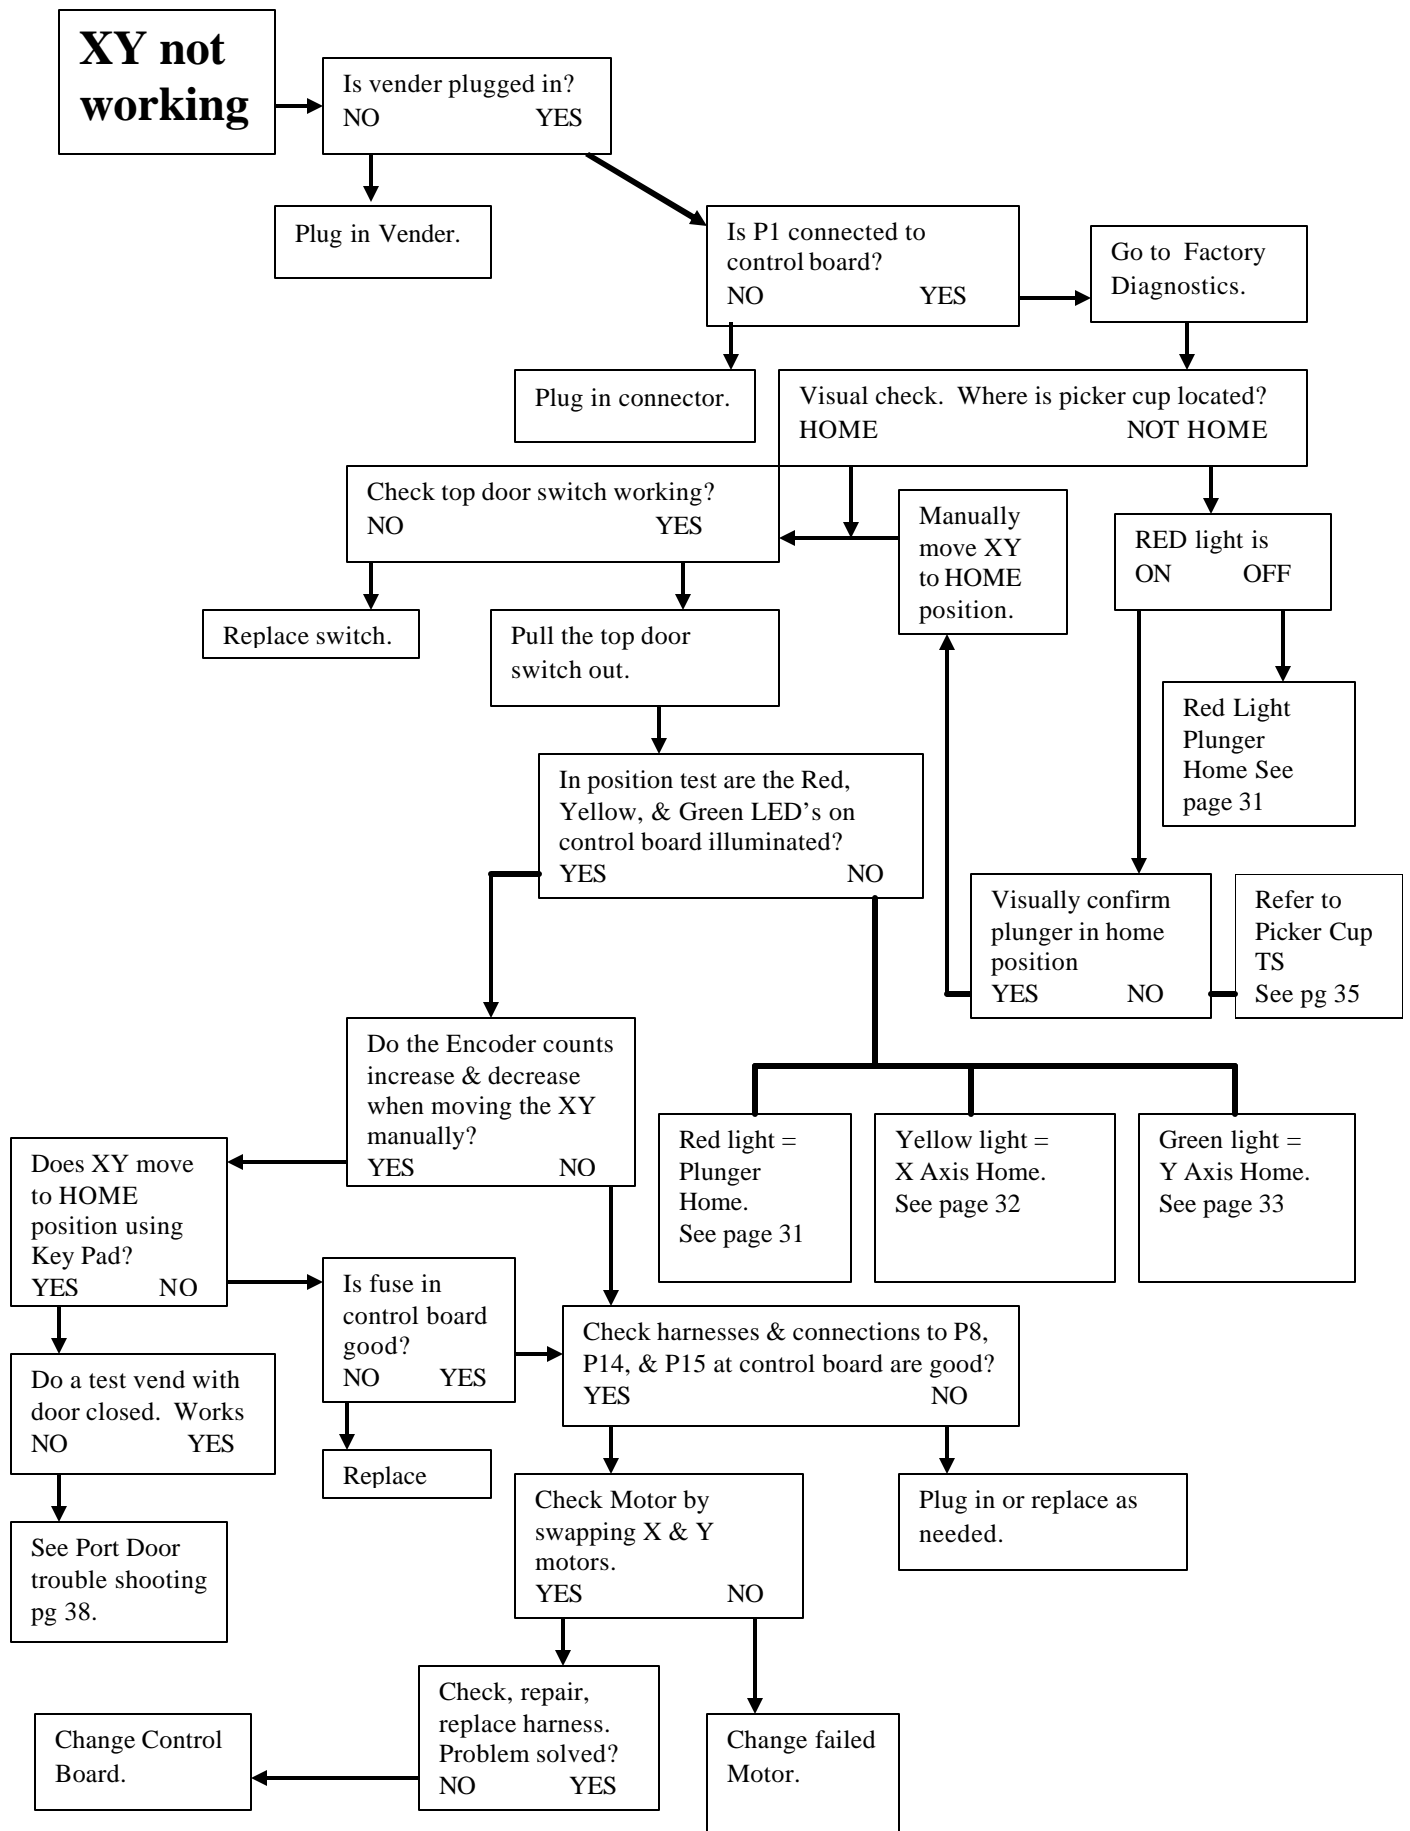 XY not
working
Is vender plugged in?
NO YES
Plug in Vender.
Is P1 connected to
control board?
NO YES
Go to Factory
Diagnostics.
Plug in connector.
Visual check. Where is picker cup located?
HOME NOT HOME
Check top door switch working?
NO YES
Manually
move XY
to HOME
position.
RED light is
ON OFF
Replace switch.
Pull the top door
switch out.
Red Light
Plunger
Home See
page 31
In position test are the Red,
Yellow, & Green LED's on
control board illuminated?
YES NO
Visually confirm
plunger in home
position
YES NO
Refer to
Picker Cup
TS
See pg 35
Do the Encoder counts
increase & decrease
when moving the XY
manually?
YES NO
Red light =
Plunger
Home.
See page 31
Yellow light =
X Axis Home.
See page 32
Green light =
Y Axis Home.
See page 33
Does XY move
to HOME
position using
Key Pad?
YES NO
Is fuse in
control board
good?
NO YES
Check harnesses & connections to P8,
P14, & P15 at control board are good?
YES NO
Do a test vend with
door closed. Works
NO YES
Replace
Check Motor by
swapping X & Y
motors.
YES NO
Plug in or replace as
needed.
See Port Door
trouble shooting
pg 38.
Check, repair,
replace harness.
Problem solved?
NO YES
Change Control
Board.
Change failed
Motor.